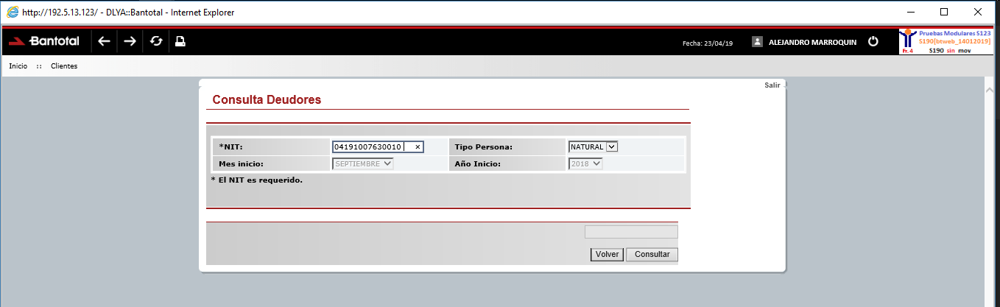 http://192.5.13.123/ - DLYA::Bantotal - Internet Explorer
Bantotal
Fecha: 23/04/19
ALEJANDRO MARROQUIN
Pruebas Modulares S123
S190[btweb_14012019]
Fr. 4
S190 sin mov
Inicio :: Clientes
Salir
Consulta Deudores
*NIT: 04191007630010 × Tipo Persona: NATURAL
Mes inicio: SEPTIEMBRE Año Inicio: 2018
* El NIT es requerido.
Volver Consultar